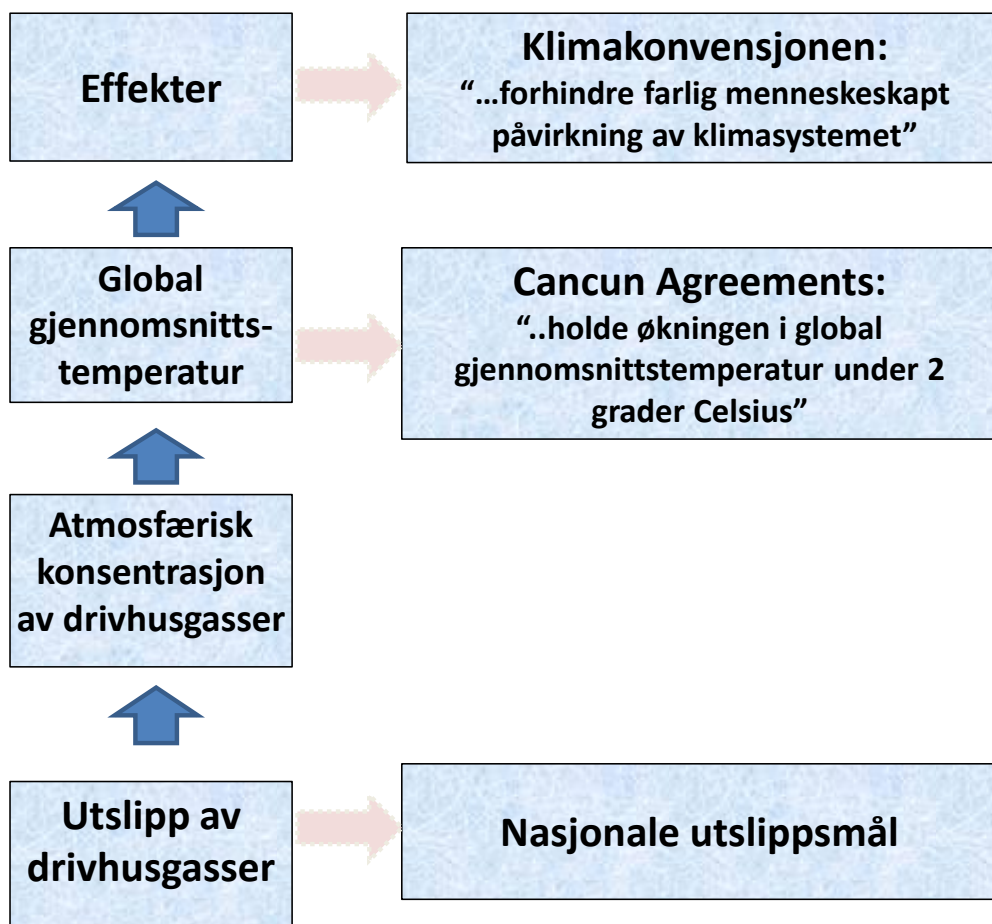 Effekter
Klimakonvensjonen:
“…forhindre farlig menneskeskapt
påvirkning av klimasystemet”
Global
gjennomsnitts-
temperatur
Cancun Agreements:
“..holde økningen i global
gjennomsnittstemperatur under 2
grader Celsius”
Atmosfærisk
konsentrasjon
av drivhusgasser
Utslipp av
drivhusgasser
Nasjonale utslippsmål